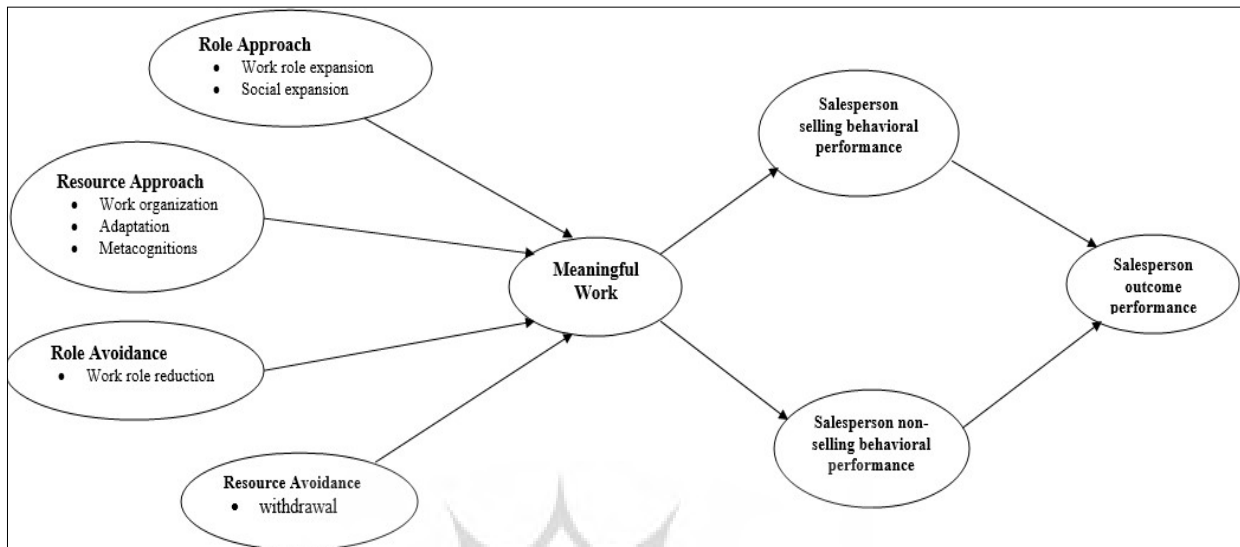 Role Approach
• Work role expansion
• Social expansion
Resource Approach
• Work organization
• Adaptation
• Metacognitions
Role Avoidance
• Work role reduction
Resource Avoidance
• withdrawal
Meaningful
Work
Salesperson
selling behavioral
performance
Salesperson non-
selling behavioral
performance
Salesperson
outcome
performance